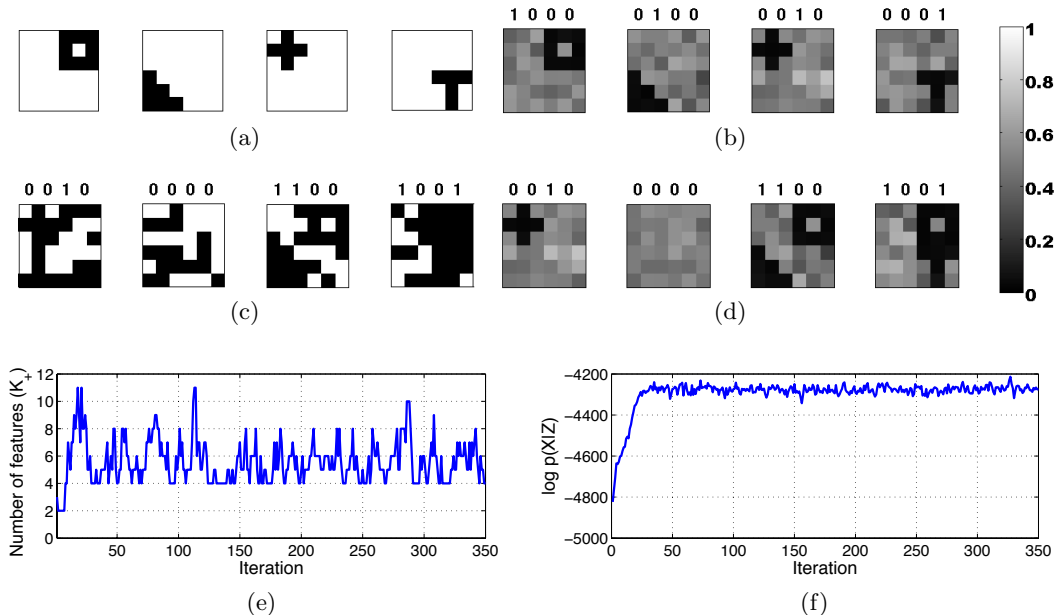 1 0 0 0
0 1 0 0
0 0 1 0
0 0 0 1
1
0.8
0.6
0.4
0.2
0
(a)
(b)
0 0 1 0
0 0 0 0
1 1 0 0
1 0 0 1
0 0 1 0
0 0 0 0
1 1 0 0
1 0 0 1
(c)
(d)
Number of features (K+)
12
10
8
6
4
2
0
50 100 150 200 250 300 350
Iteration
(e)
log p(X|Z)
−4200
−4400
−4600
−4800
−5000
0 50 100 150 200 250 300 350
Iteration
(f)